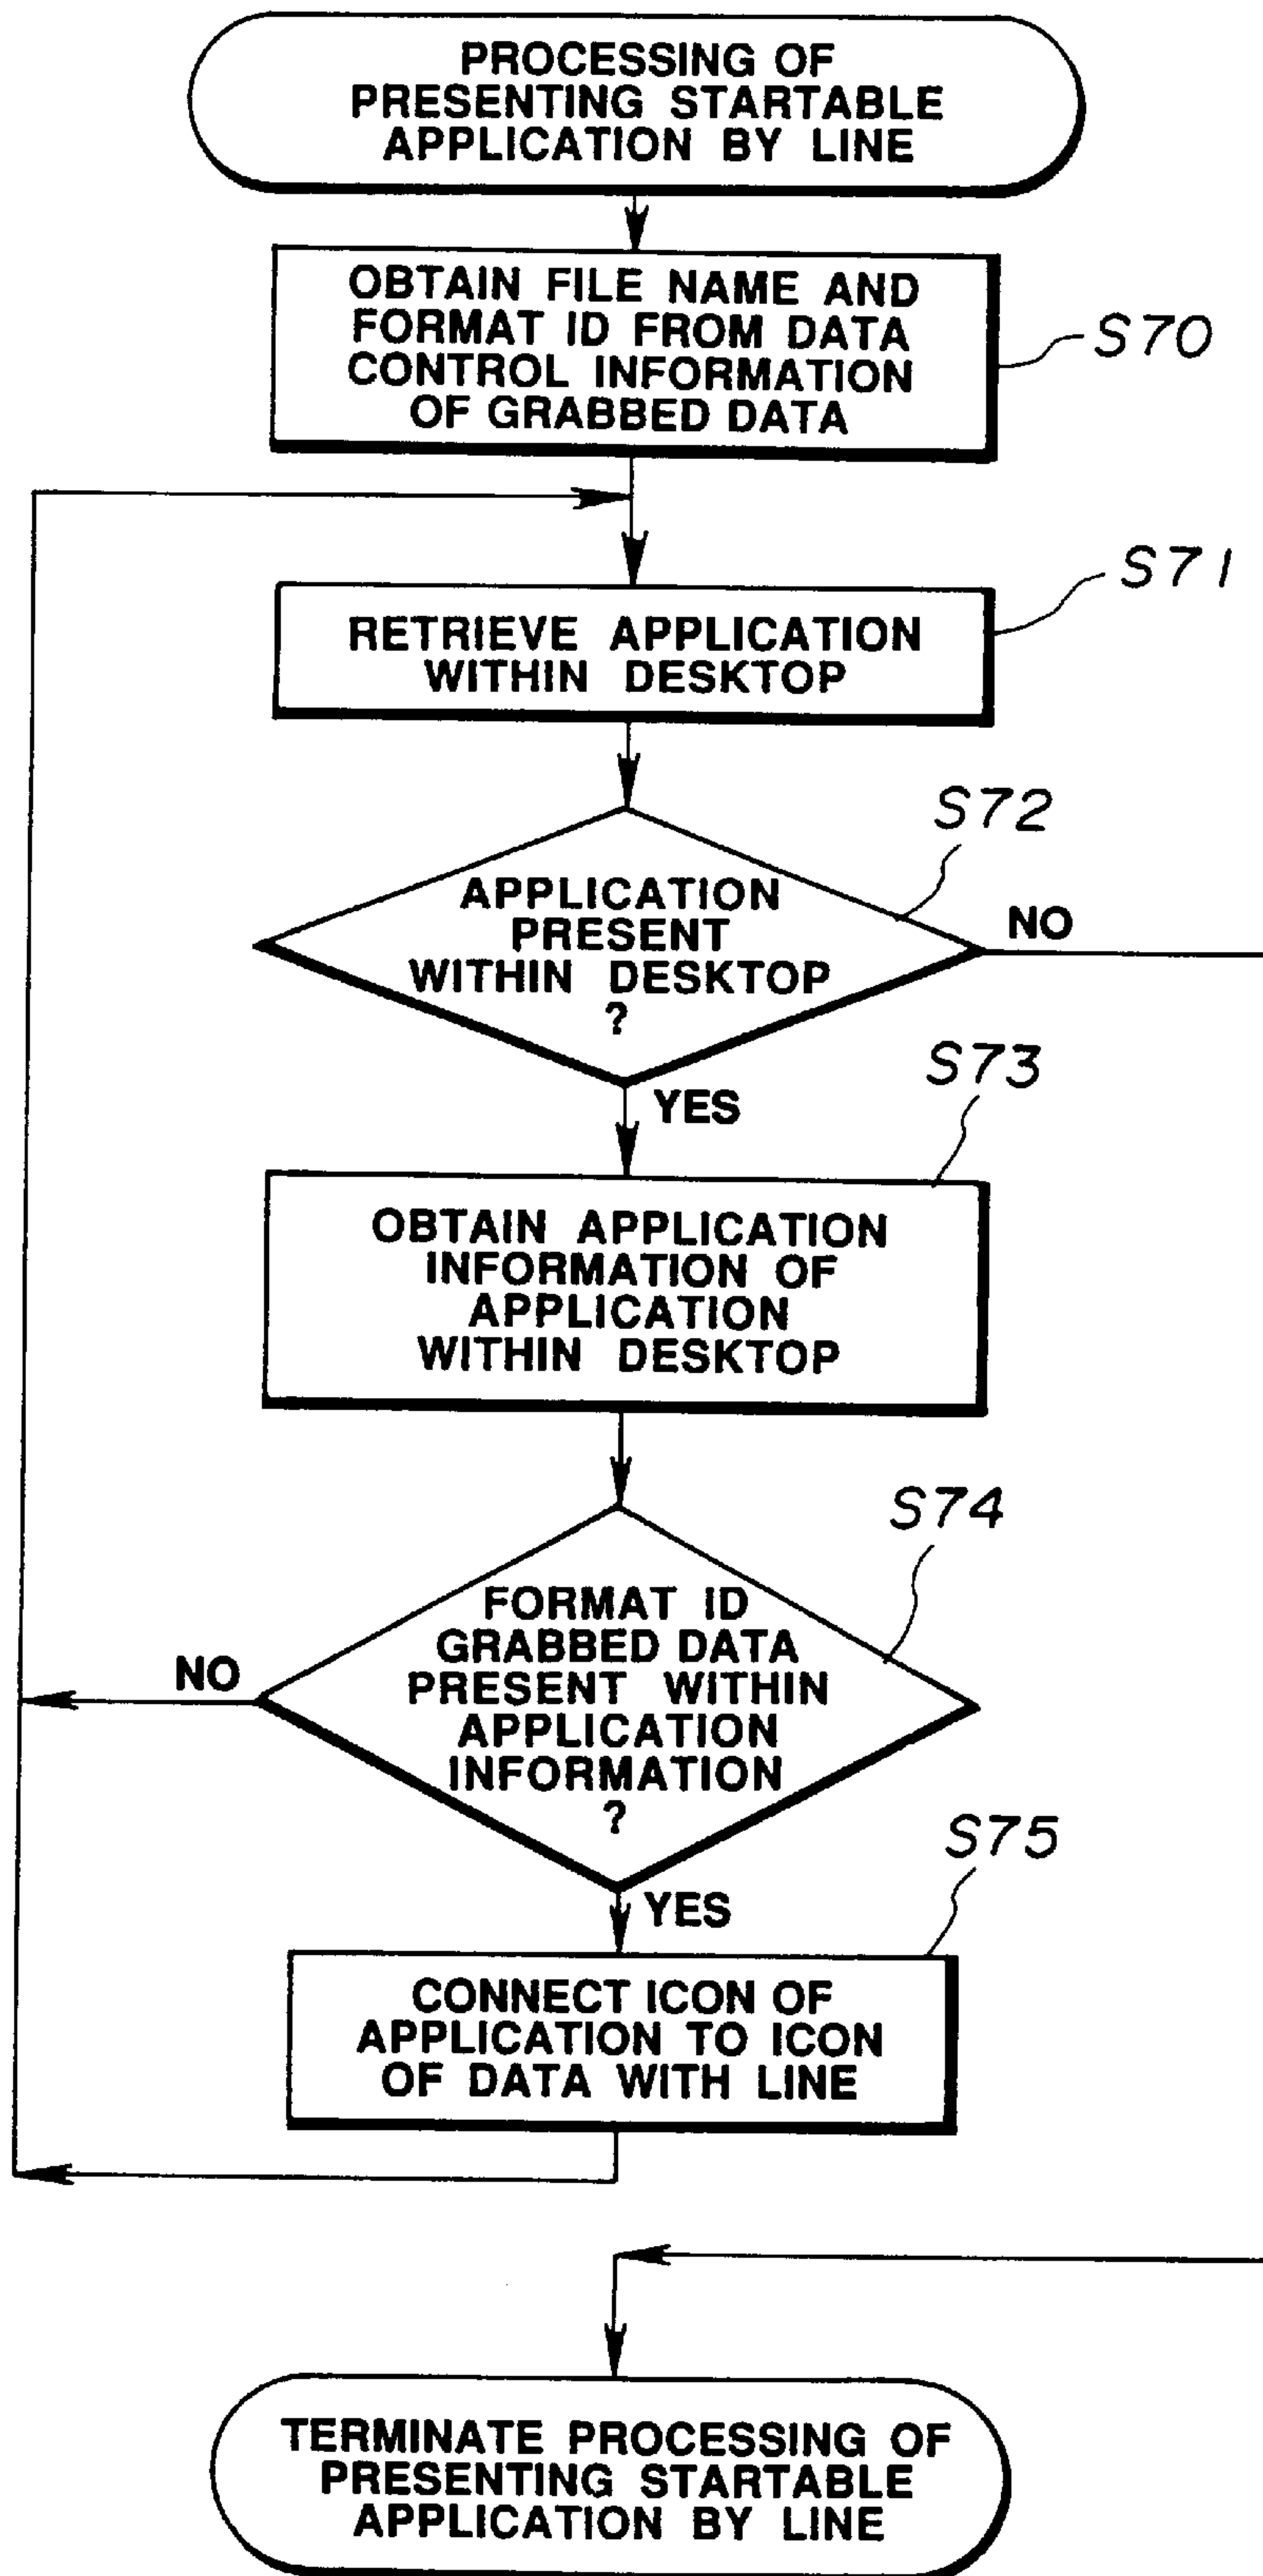 PROCESSING OF
PRESENTING STARTABLE
APPLICATION BY LINE
OBTAIN FILE NAME AND
FORMAT ID FROM DATA
CONTROL INFORMATION
OF GRABBED DATA
S70
S71
RETRIEVE APPLICATION
WITHIN DESKTOP
S72
APPLICATION
PRESENT
WITHIN DESKTOP
?
NO
YES
S73
OBTAIN APPLICATION
INFORMATION OF
APPLICATION
WITHIN DESKTOP
S74
FORMAT ID
GRABBED DATA
PRESENT WITHIN
APPLICATION
INFORMATION
?
NO
YES
S75
CONNECT ICON OF
APPLICATION TO ICON
OF DATA WITH LINE
TERMINATE PROCESSING OF
PRESENTING STARTABLE
APPLICATION BY LINE